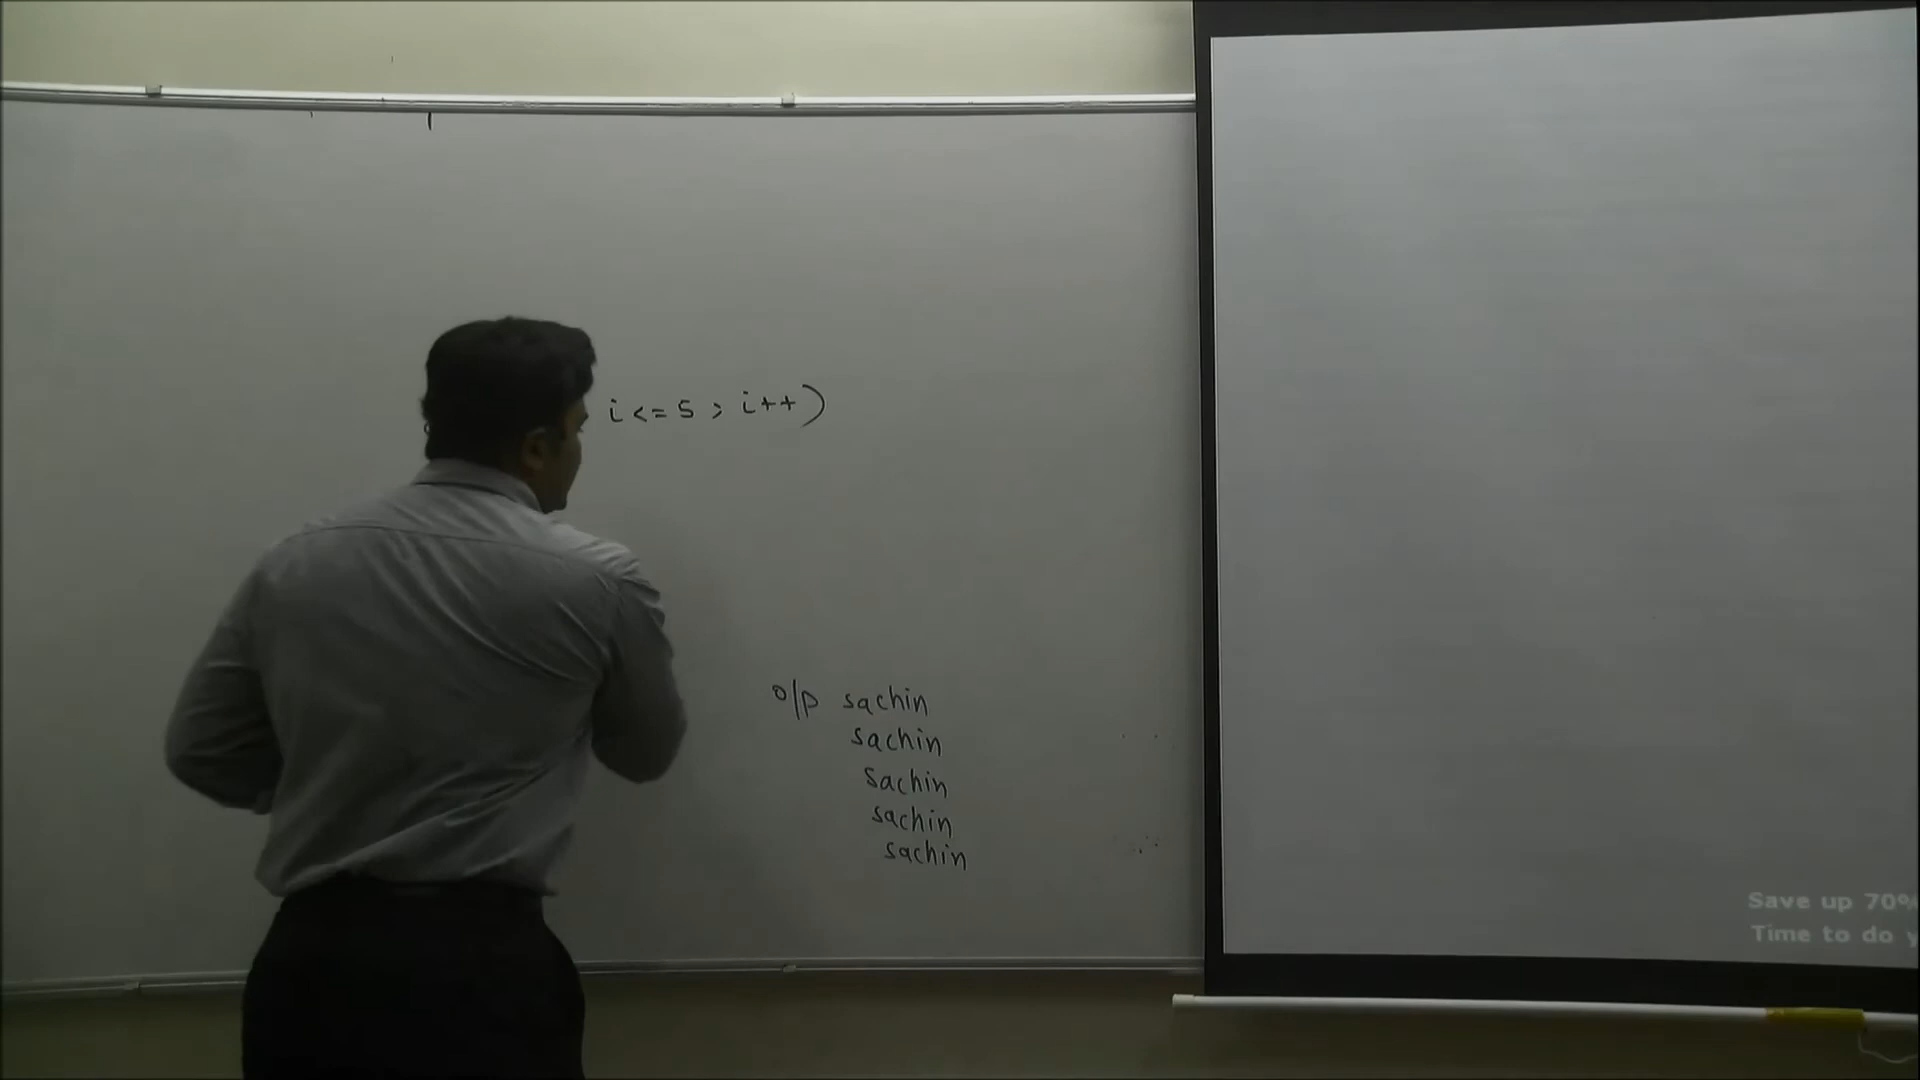 i<=5; i++)
o/p sachin
sachin
sachin
sachin
sachin
Save up 70%
Time to do